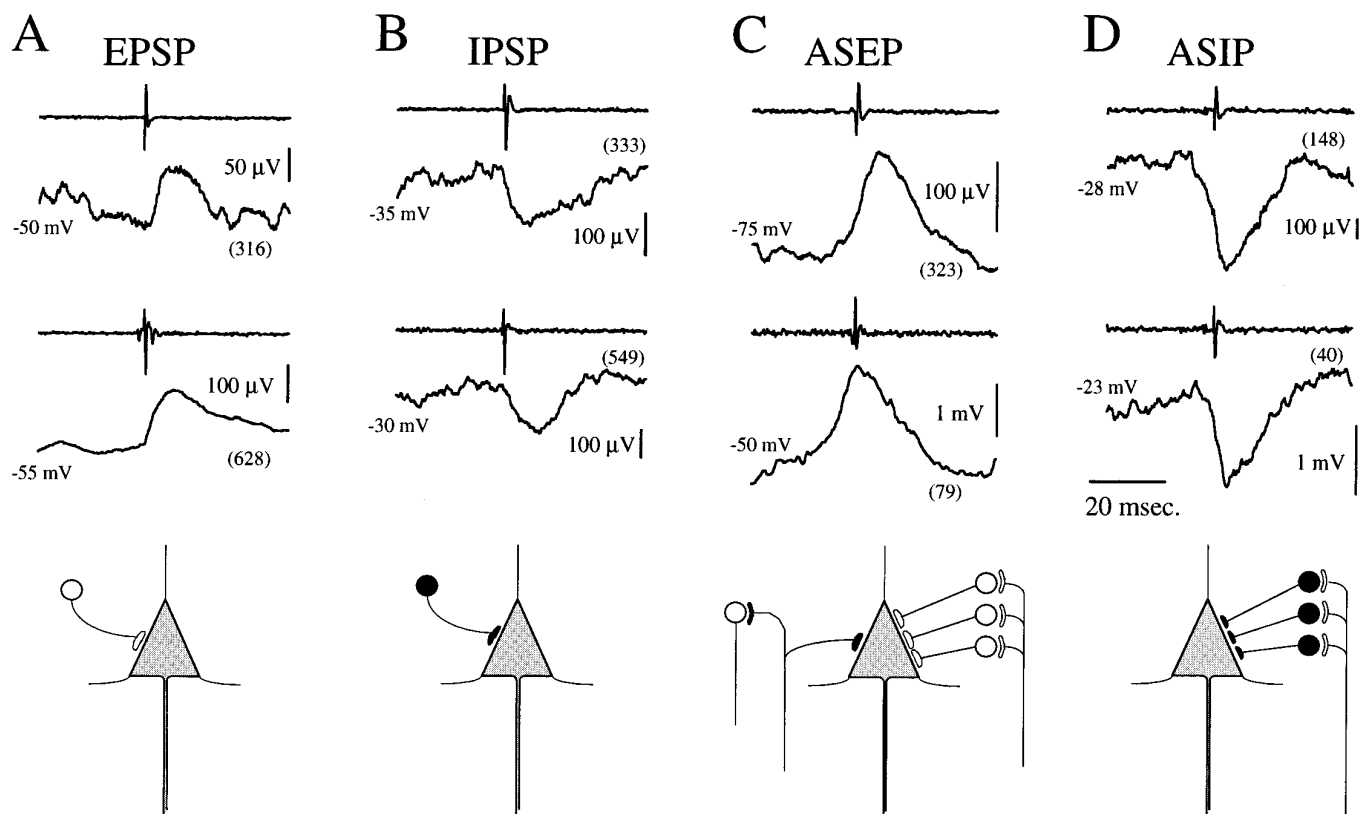 A
EPSP
50 µV
-50 mV
(316)
100 µV
-55 mV
(628)
B
IPSP
(333)
-35 mV
100 µV
(549)
-30 mV
100 µV
C
ASEP
100 µV
-75 mV
(323)
1 mV
-50 mV
(79)
D
ASIP
(148)
-28 mV
100 µV
(40)
-23 mV
1 mV
20 msec.